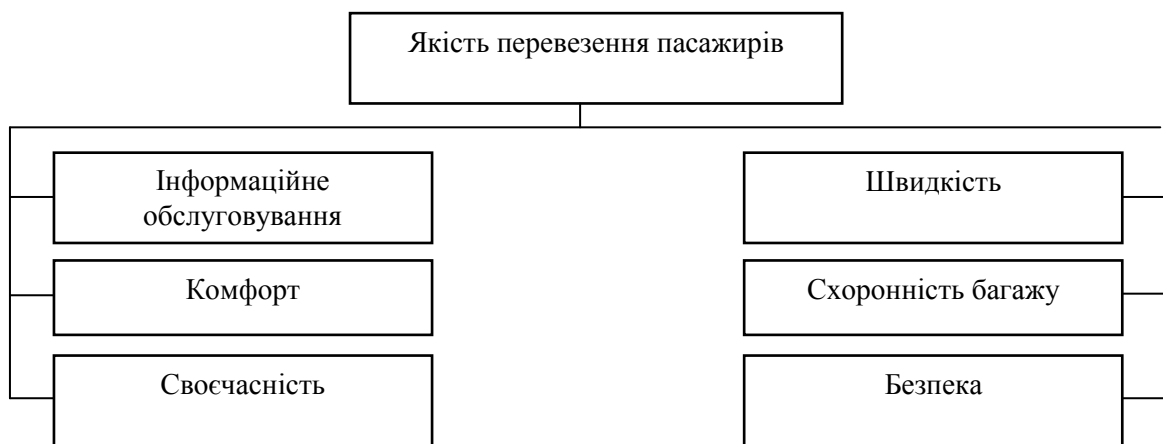 Якість перевезення пасажирів
Інформаційне
обслуговування
Швидкість
Комфорт
Схоронність багажу
Своєчасність
Безпека